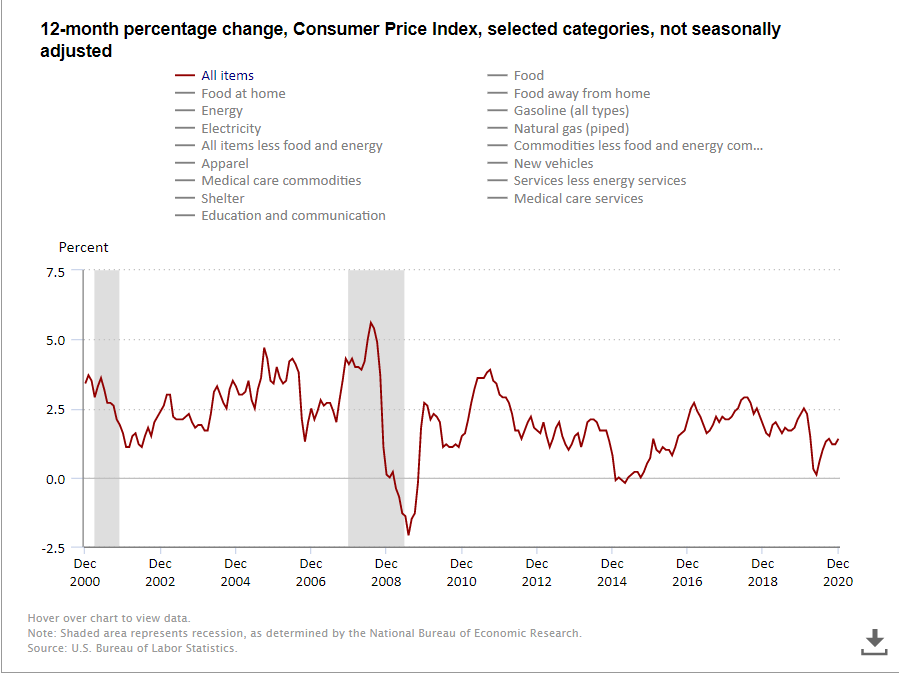 12-month percentage change, Consumer Price Index, selected categories, not seasonally
adjusted
All items
Food
Food at home
Food away from home
Energy
Gasoline (all types)
Electricity
Natural gas (piped)
All items less food and energy
Commodities less food and energy com...
Apparel
New vehicles
Medical care commodities
Services less energy services
Shelter
Medical care services
Education and communication
Percent
7.5
5.0
2.5
0.0
-2.5
Dec Dec Dec Dec Dec Dec Dec Dec Dec Dec Dec
2000 2002 2004 2006 2008 2010 2012 2014 2016 2018 2020
Hover over chart to view data.
Note: Shaded area represents recession, as determined by the National Bureau of Economic Research.
Source: U.S. Bureau of Labor Statistics.